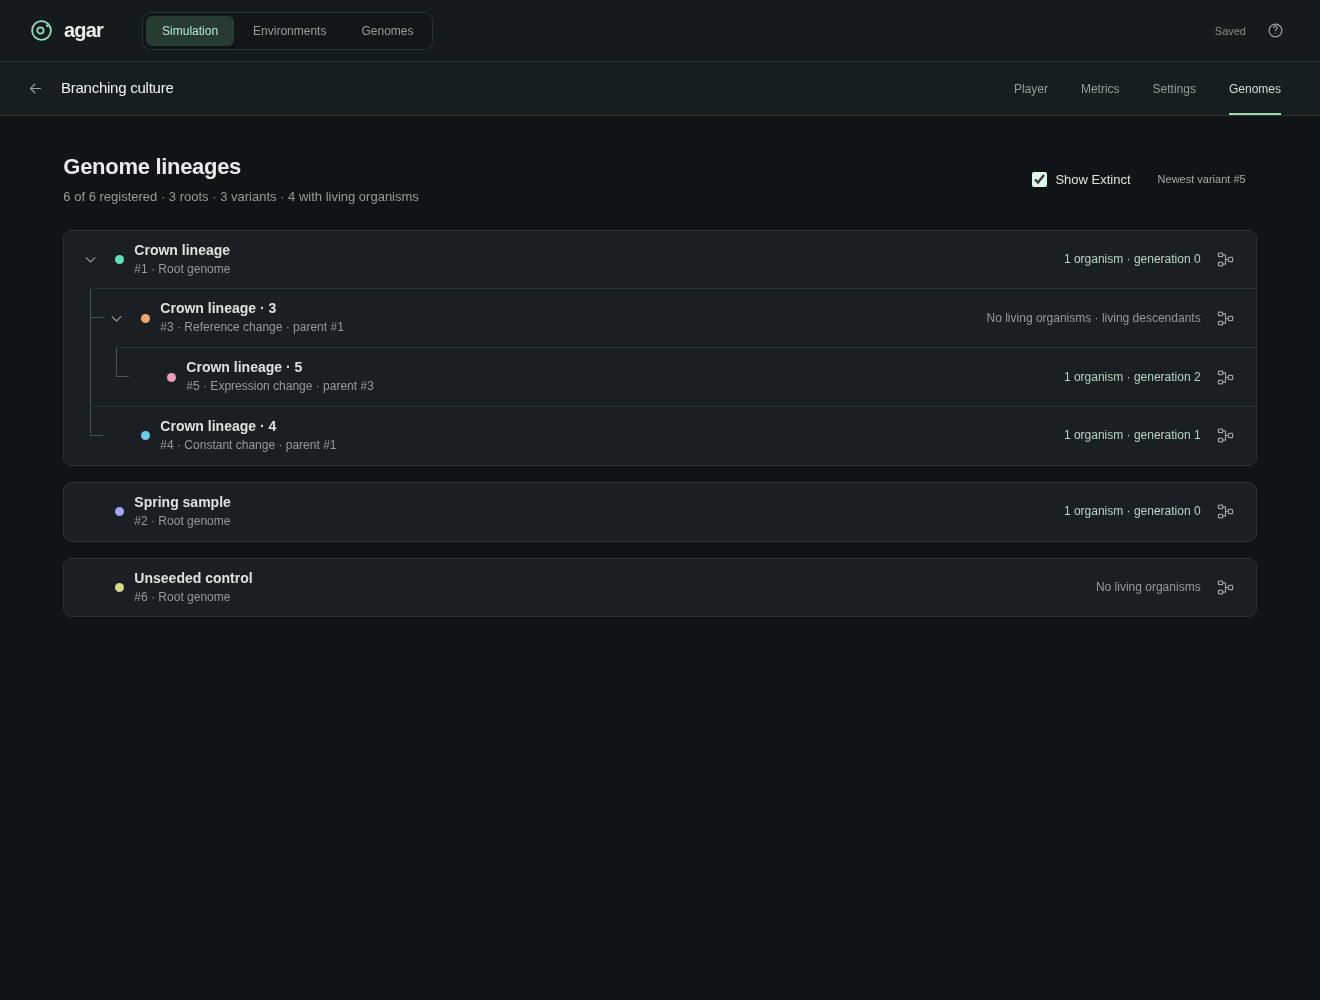 agar
Simulation
Environments
Genomes
Saved
Branching culture
Player
Metrics
Settings
Genomes
Genome lineages
6 of 6 registered · 3 roots · 3 variants · 4 with living organisms
Show Extinct
Newest variant #5
Crown lineage
#1 · Root genome
1 organism · generation 0
Crown lineage · 3
#3 · Reference change · parent #1
No living organisms · living descendants
Crown lineage · 5
#5 · Expression change · parent #3
1 organism · generation 2
Crown lineage · 4
#4 · Constant change · parent #1
1 organism · generation 1
Spring sample
#2 · Root genome
1 organism · generation 0
Unseeded control
#6 · Root genome
No living organisms